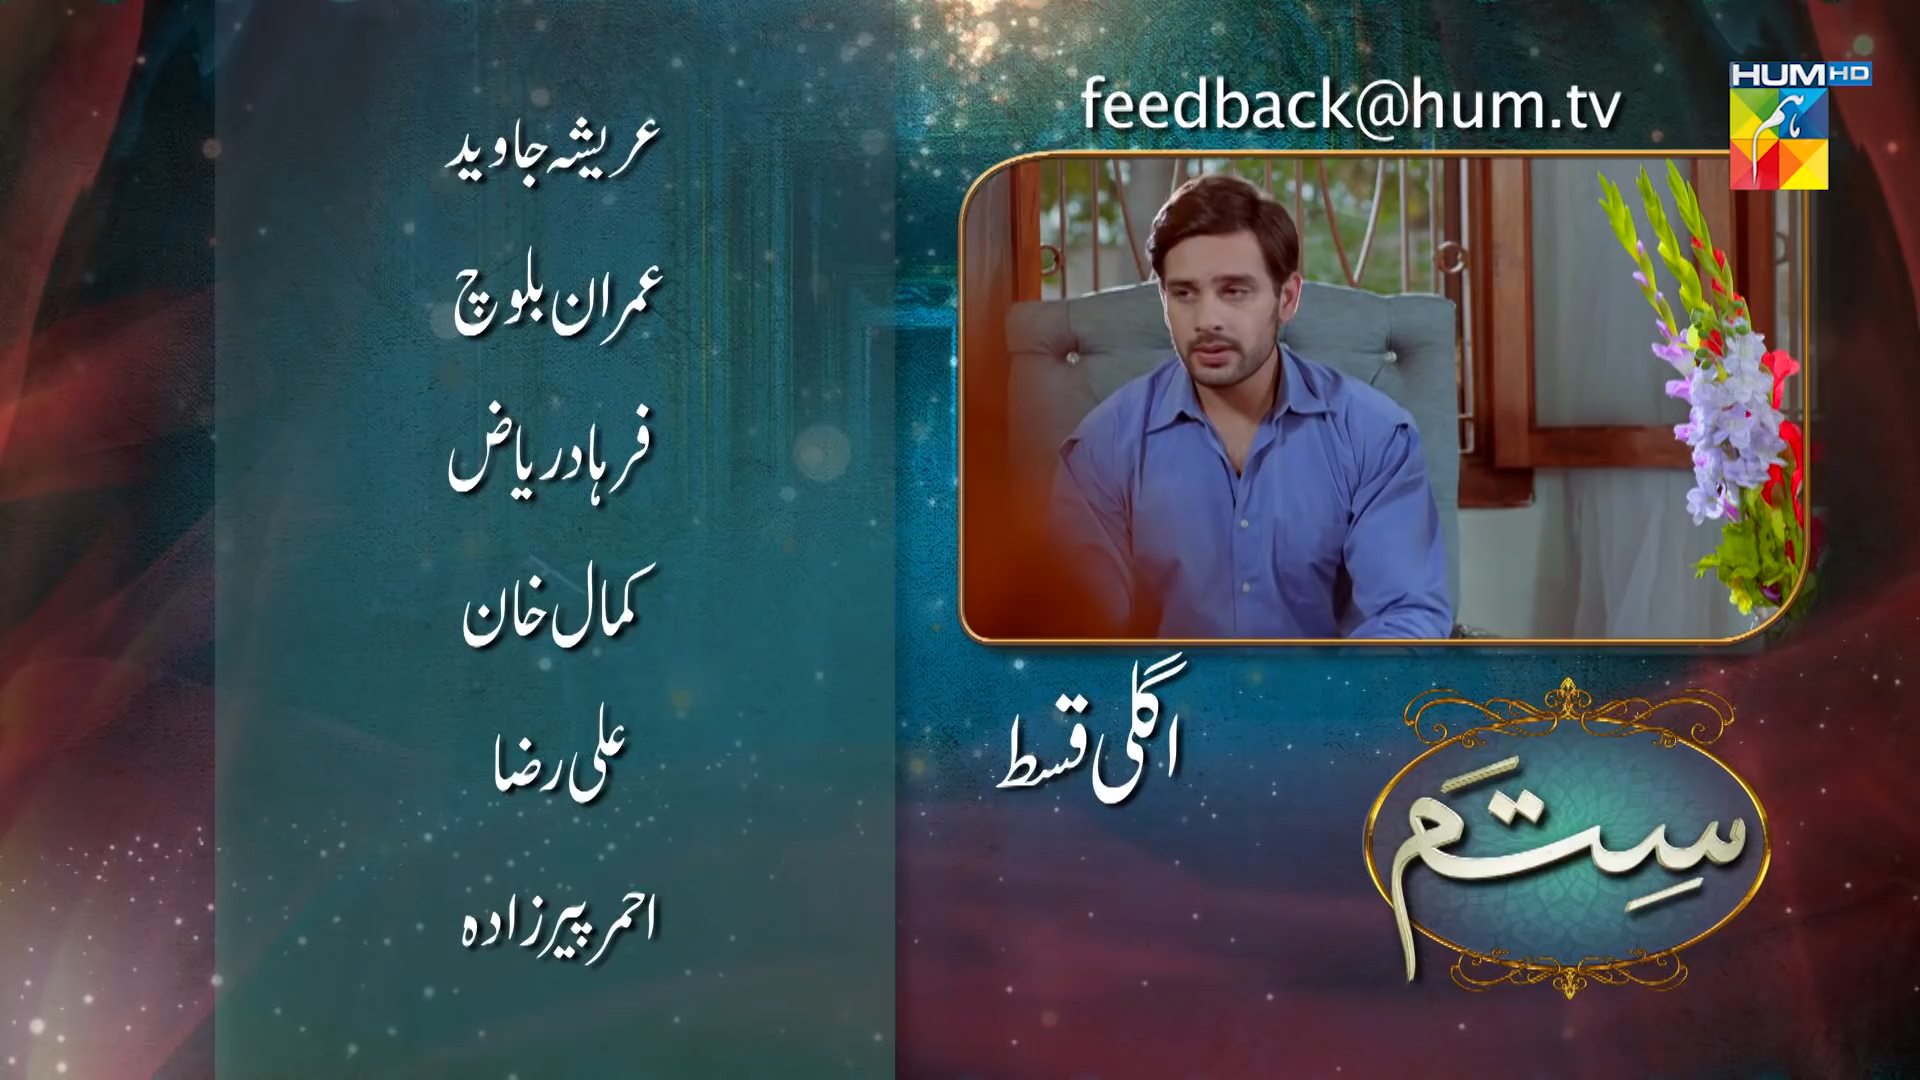 feedback@hum.tv
HUM HD
ہم
عریشہ جاوید
عمران بلوچ
فرہاد ریاض
کمال خان
علی رضا
احمر پیرزادہ
اگلی قسط
سِتَم